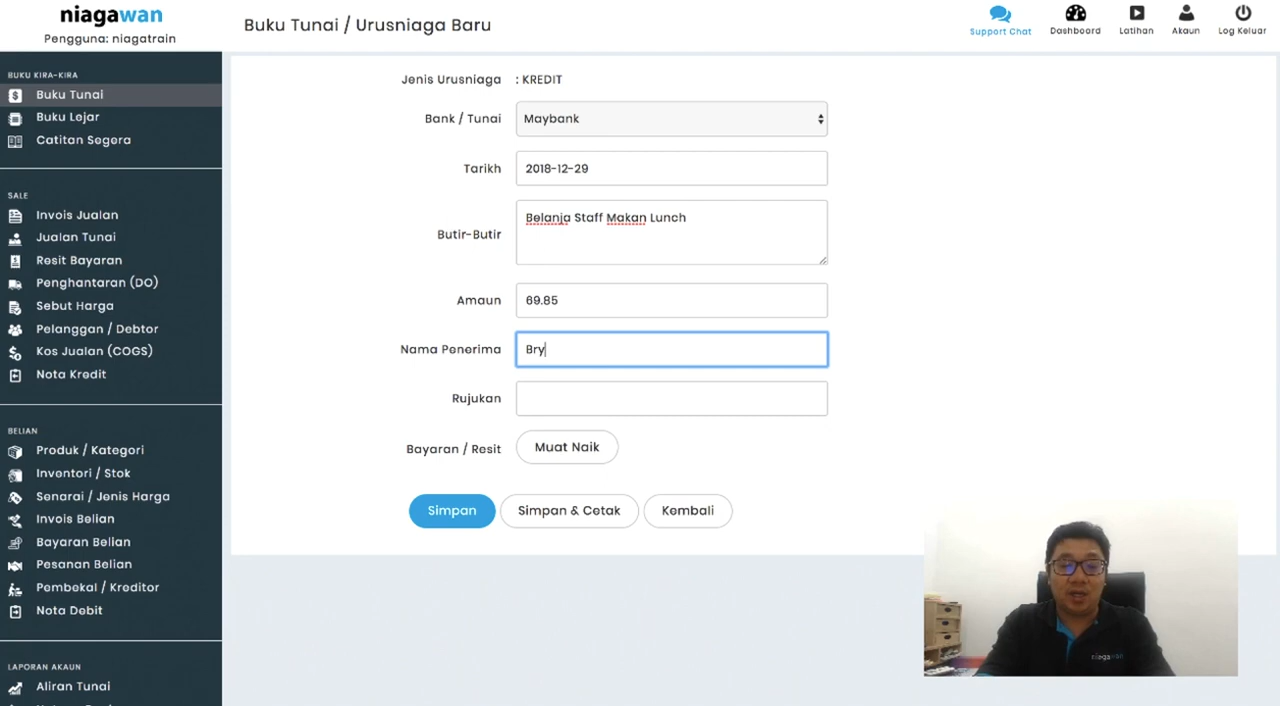 niagawan
Pengguna: niagatrain
Buku Tunai / Urusniaga Baru
Support Chat
Dashboard
Latihan
Akaun
Log Keluar
BUKU KIRA-KIRA
Buku Tunai
Buku Lejar
Catitan Segera
SALE
Invois Jualan
Jualan Tunai
Resit Bayaran
Penghantaran (DO)
Sebut Harga
Pelanggan / Debtor
Kos Jualan (COGS)
Nota Kredit
BELIAN
Produk / Kategori
Inventori / Stok
Senarai / Jenis Harga
Invois Belian
Bayaran Belian
Pesanan Belian
Pembekal / Kreditor
Nota Debit
LAPORAN AKAUN
Aliran Tunai
Jenis Urusniaga : KREDIT
Bank / Tunai Maybank
Tarikh 2018-12-29
Butir-Butir Belanja Staff Makan Lunch
Amaun 69.85
Nama Penerima Bry
Rujukan
Bayaran / Resit Muat Naik
Simpan Simpan & Cetak Kembali
niagawan